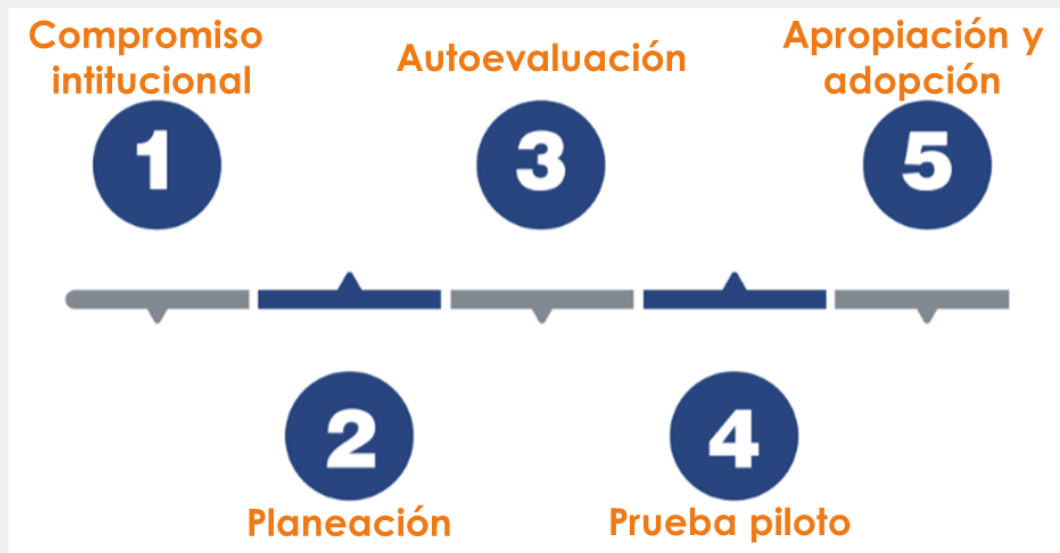 Compromiso
intitucional
1
2
Planeación
Autoevaluación
3
4
Prueba piloto
Apropiación y
adopción
5